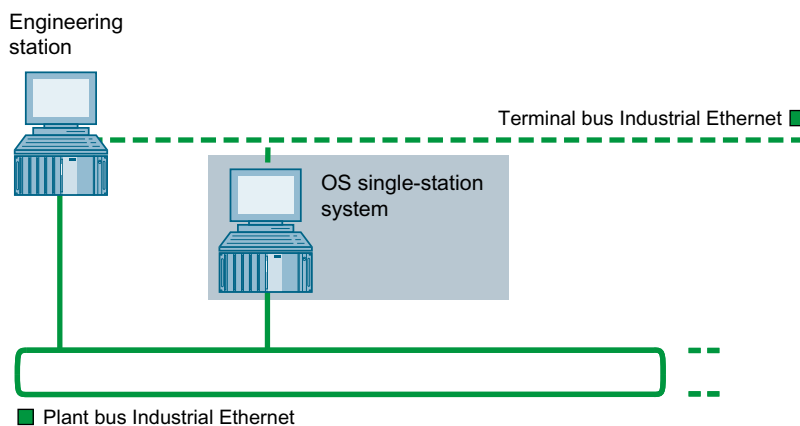 Engineering
station
Terminal bus Industrial Ethernet
OS single-station
system
Plant bus Industrial Ethernet